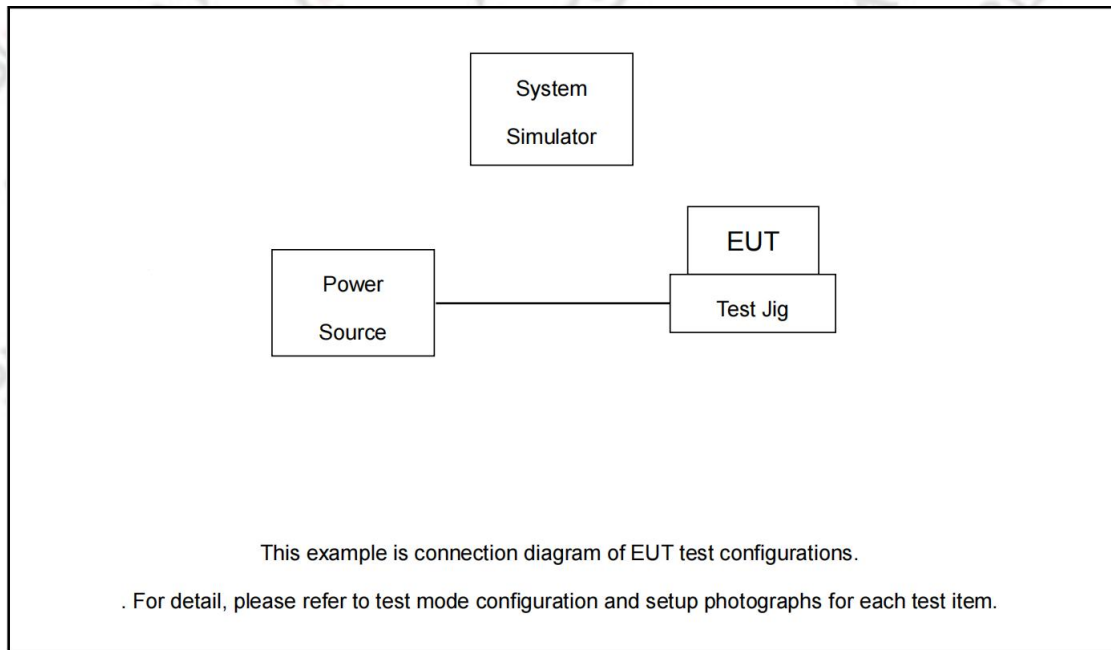 System
Simulator
EUT
Power
Source
Test Jig
This example is connection diagram of EUT test configurations.
. For detail, please refer to test mode configuration and setup photographs for each test item.